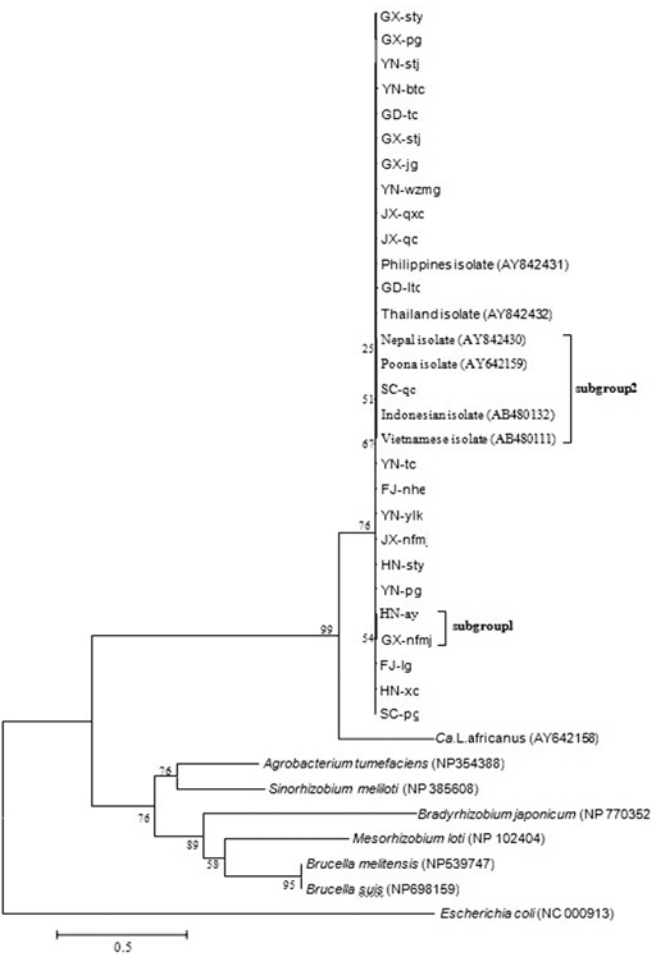 GX-sty
GX-pg
YN-stj
YN-btc
GD-tc
GX-stj
GX-jg
YN-wzmg
JX-qxc
JX-qc
Philippines isolate (AY842431)
GD-ltc
Thailand isolate (AY842432)
Nepal isolate (AY842430)
25
Poona isolate (AY642159)
SC-qc
subgroup2
51
Indonesian isolate (AB480132)
Vietnamese isolate (AB480111)
67
YN-tc
FJ-nhe
YN-ylk
76
JX-nfmj
HN-sty
YN-pg
HN-ay
subgroup1
99
54
GX-nfmj
FJ-lg
HN-xc
SC-pg
Ca.L.africanus (AY642158)
Agrobacterium tumefaciens (NP354388)
76
Sinorhizobium meliloti (NP 385608)
76
Bradyrhizobium japonicum (NP 770352
89
Mesorhizobium loti (NP 102404)
58
Brucella melitensis (NP539747)
95
Brucella suis (NP698159)
Escherichia coli (NC 000913)
0.5